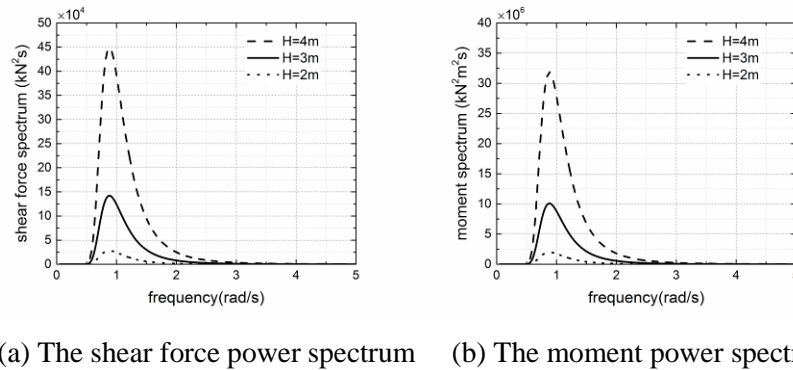 ×10⁴
50
45
40
35
30
25
20
15
10
5
0
0 1 2 3 4 5
shear force spectrum (kN²s)
frequency(rad/s)
H=4m
H=3m
H=2m
×10⁶
40
35
30
25
20
15
10
5
0
0 1 2 3 4
moment spectrum (kN²m²s)
frequency(rad/s)
H=4m
H=3m
H=2m
(a) The shear force power spectrum (b) The moment power spectr